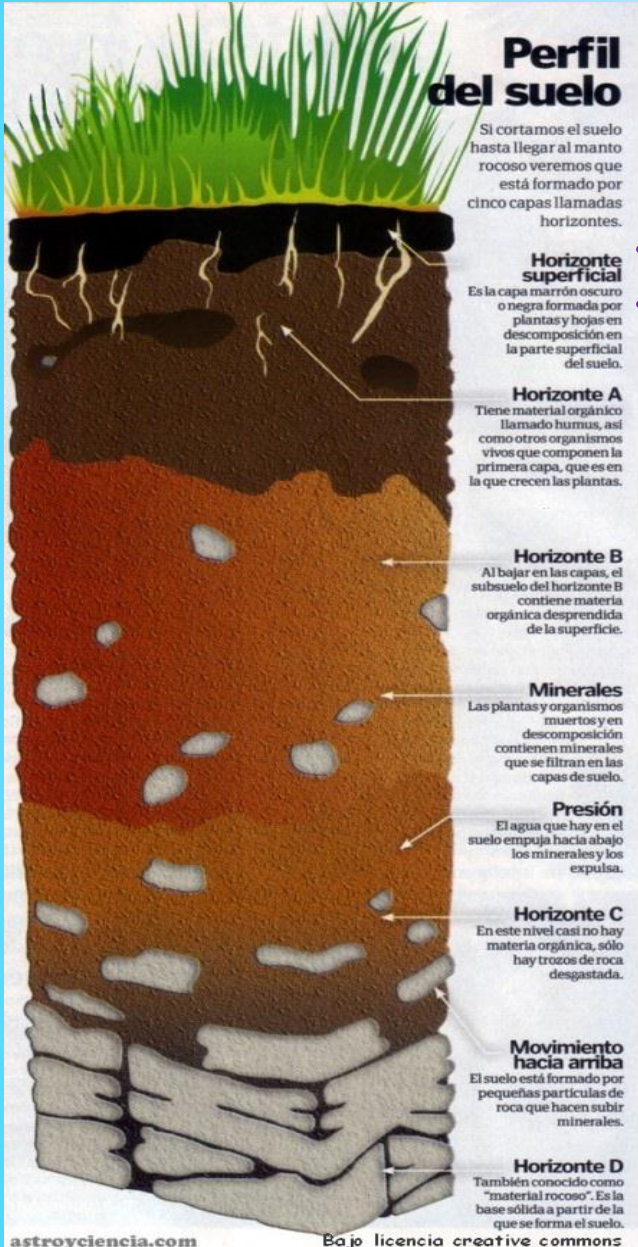 Perfil
del suelo
Si cortamos el suelo
hasta llegar al manto
rocoso veremos que
está formado por
cinco capas llamadas
horizontes.
Horizonte
superficial
Es la capa marrón oscuro
o negra formada por
plantas y hojas en
descomposición en
la parte superficial
del suelo.
Horizonte A
Tiene material orgánico
llamado humus, así
como otros organismos
vivos que componen la
primera capa, que es en
la que crecen las plantas.
Horizonte B
Al bajar en las capas, el
subsuelo del horizonte B
contiene materia
orgánica desprendida
de la superficie.
Minerales
Las plantas y organismos
muertos y en
descomposición
contienen minerales
que se filtran en las
capas de suelo.
Presión
El agua que hay en el
suelo empuja hacia abajo
los minerales y los
expulsa.
Horizonte C
En este nivel casi no hay
materia orgánica, sólo
hay trozos de roca
desgastada.
Movimiento
hacia arriba
El suelo está formado por
pequeñas partículas de
roca que hacen subir
minerales.
Horizonte D
También conocido como
"material rocoso". Es la
base sólida a partir de la
que se forma el suelo.
astroyciencia.com
Bajo licencia creative commons